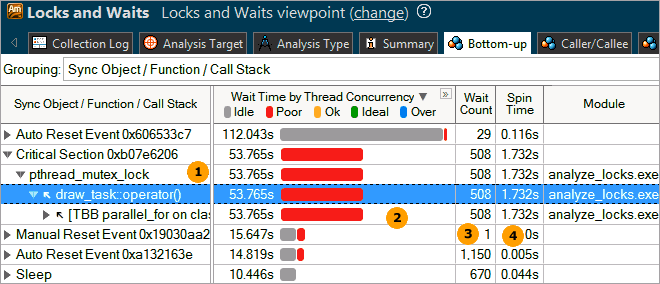 Am Locks and Waits Locks and Waits viewpoint (change) ?
Collection Log Analysis Target Analysis Type Summary Bottom-up Caller/Callee
Grouping: Sync Object / Function / Call Stack
Sync Object / Function / Call Stack Wait Time by Thread Concurrency Wait Count Spin Time Module
Idle Poor Ok Ideal Over
Auto Reset Event 0x606533c7 112.043s 29 0.116s
Critical Section 0xb07e6206 53.765s 508 1.732s
pthread_mutex_lock 1 53.765s 508 1.732s analyze_locks.exe
draw_task::operator() 53.765s 508 1.732s analyze_locks.exe
[TBB parallel_for on clas 53.765s 2 508 1.732s analyze_locks.exe
Manual Reset Event 0x19030aa2 15.647s 3 1 4 0s
Auto Reset Event 0xa132163e 14.819s 1,150 0.005s
Sleep 10.446s 670 0.044s